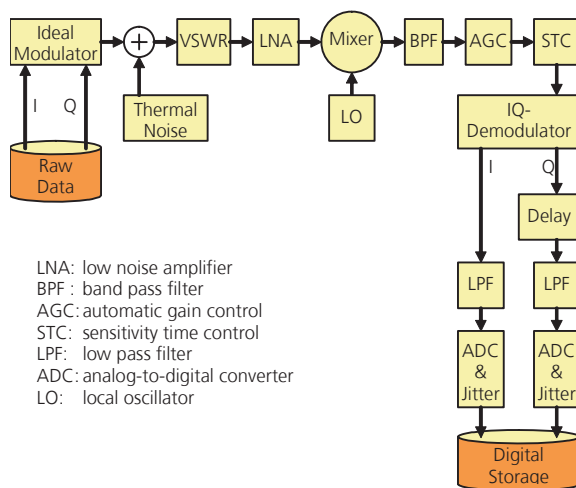 Ideal
Modulator
VSWR
LNA
Mixer
BPF
AGC
STC
I
Q
Thermal
Noise
LO
IQ-
Demodulator
Raw
Data
I
Q
Delay
LNA: low noise amplifier
BPF : band pass filter
AGC: automatic gain control
STC: sensitivity time control
LPF: low pass filter
ADC: analog-to-digital converter
LO: local oscillator
LPF
LPF
ADC
&
Jitter
ADC
&
Jitter
Digital
Storage